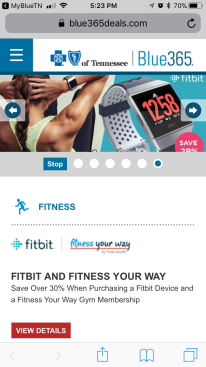 MyBlueTN
5:23 PM
70%
blue365deals.com
of Tennessee
Blue365.
fitbit
12:58
SAVE
Stop
FITNESS
fitbit
fitness your way
by Tivity Health
FITBIT AND FITNESS YOUR WAY
Save Over 30% When Purchasing a Fitbit Device and
a Fitness Your Way Gym Membership
VIEW DETAILS